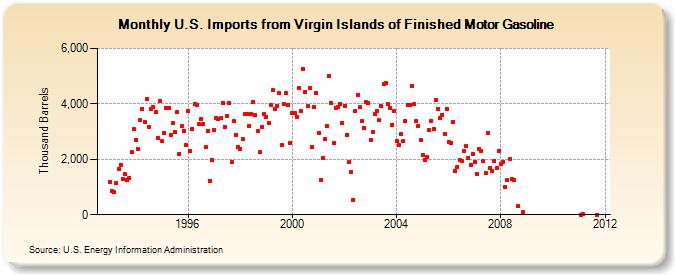 Monthly U.S. Imports from Virgin Islands of Finished Motor Gasoline
Thousand Barrels
6,000
4,000
2,000
0
1996 2000 2004 2008 2012
Source: U.S. Energy Information Administration